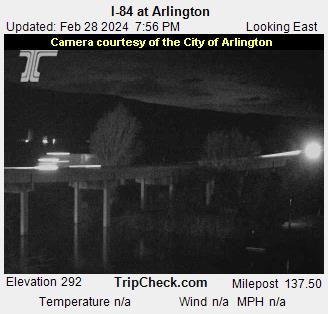 I-84 at Arlington
Updated: Feb 28 2024 7:56 PM Looking East
Camera courtesy of the City of Arlington
Elevation 292 TripCheck.com Milepost 137.50
Temperature n/a Wind n/a MPH n/a